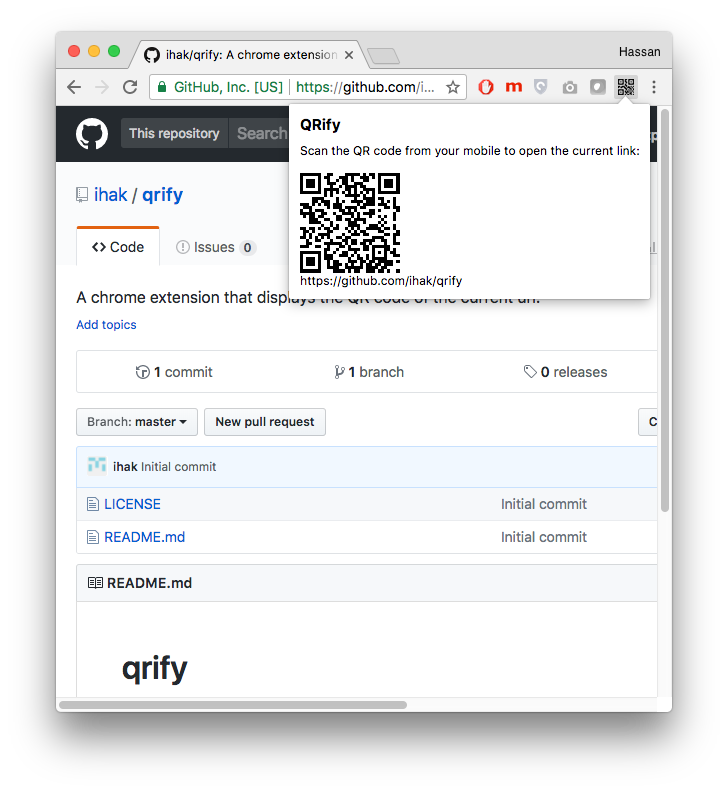 ihak/qrify: A chrome extension
Hassan
GitHub, Inc. [US] https://github.com/i...
m
This repository Search
QRify
Scan the QR code from your mobile to open the current link:
https://github.com/ihak/qrify
ihak / qrify
Code Issues 0
A chrome extension that displays the QR code of the current url.
Add topics
1 commit 1 branch 0 releases
Branch: master New pull request C
ihak Initial commit
LICENSE Initial commit
README.md Initial commit
README.md
qrify